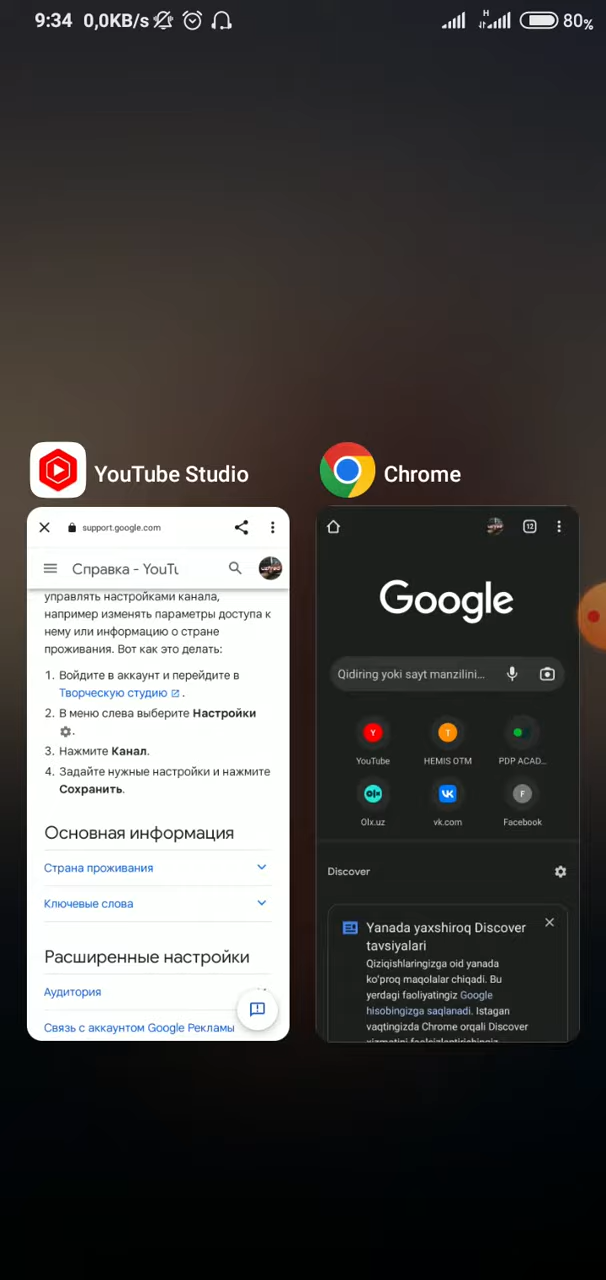 9:34 0,0KB/s
H
80%
YouTube Studio
support.google.com
Справка - YouTu
управлять настройками канала,
например изменять параметры доступа к
нему или информацию о стране
проживания. Вот как это делать:
1. Войдите в аккаунт и перейдите в
Творческую студию.
2. В меню слева выберите Настройки
.
3. Нажмите Канал.
4. Задайте нужные настройки и нажмите
Сохранить.
Основная информация
Страна проживания
Ключевые слова
Расширенные настройки
Аудитория
Связь с аккаунтом Google Рекламы
Chrome
12
Google
Qidiring yoki sayt manzilini...
Y
T
YouTube
HEMIS OTM
PDP ACAD...
olx
F
Olx.uz
vk.com
Facebook
Discover
Yanada yaxshiroq Discover
tavsiyalari
Qiziqishlaringizga oid yanada
ko'proq maqolalar chiqadi. Bu
yerdagi faoliyatingiz Google
hisobingizga saqlanadi. Istagan
vaqtingizda Chrome orqali Discover